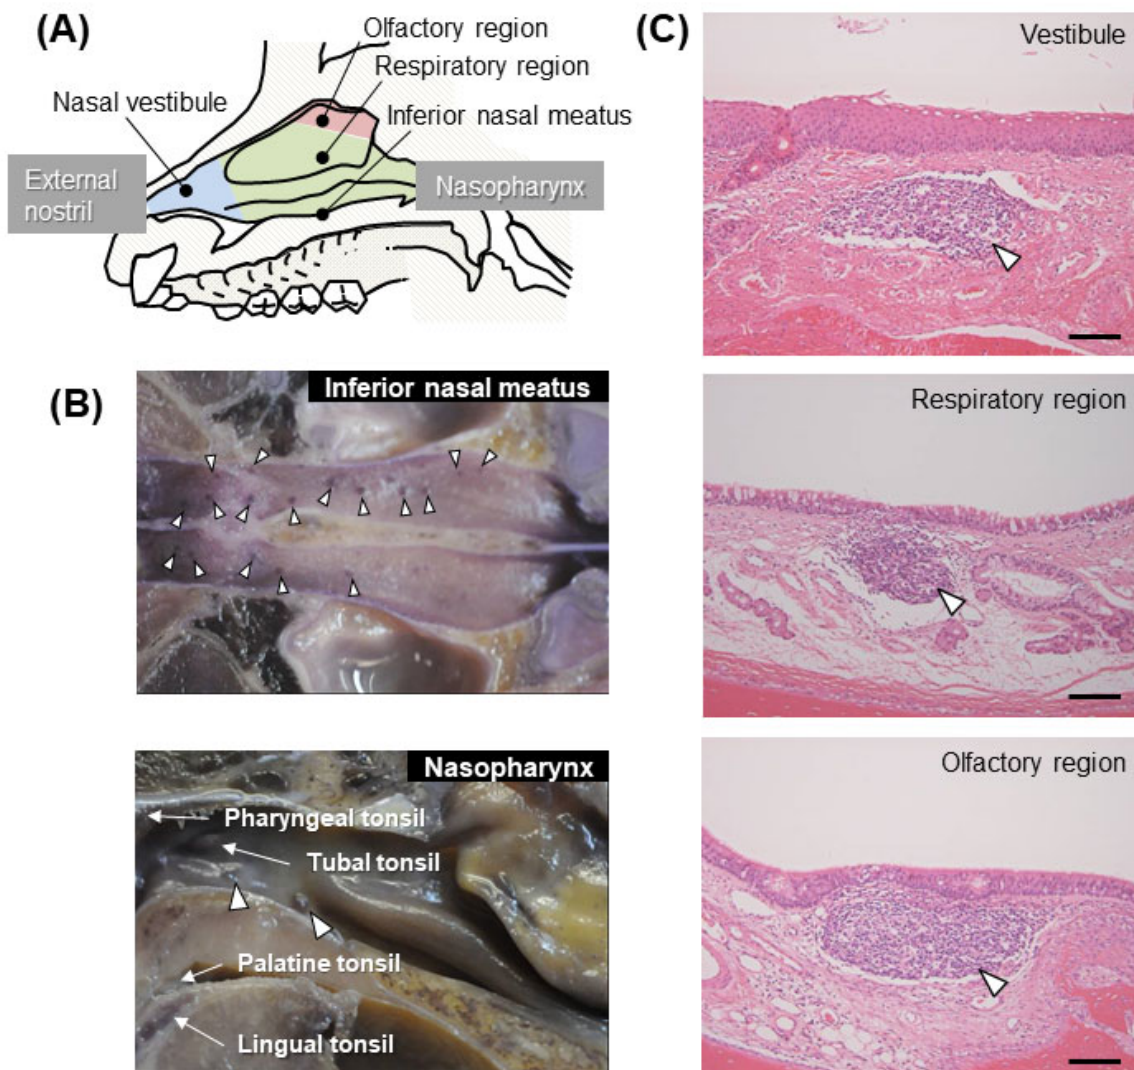 (A)
Olfactory region
Respiratory region
Nasal vestibule
Inferior nasal meatus
External
nostril
Nasopharynx
(B)
Inferior nasal meatus
Nasopharynx
Pharyngeal tonsil
Tubal tonsil
Palatine tonsil
Lingual tonsil
(C)
Vestibule
Respiratory region
Olfactory region